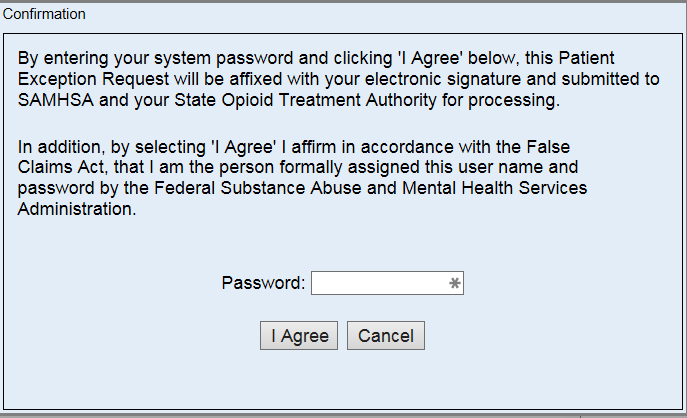 Confirmation
By entering your system password and clicking 'I Agree' below, this Patient
Exception Request will be affixed with your electronic signature and submitted to
SAMHSA and your State Opioid Treatment Authority for processing.
In addition, by selecting 'I Agree' I affirm in accordance with the False
Claims Act, that I am the person formally assigned this user name and
password by the Federal Substance Abuse and Mental Health Services
Administration.
Password: *
I Agree Cancel